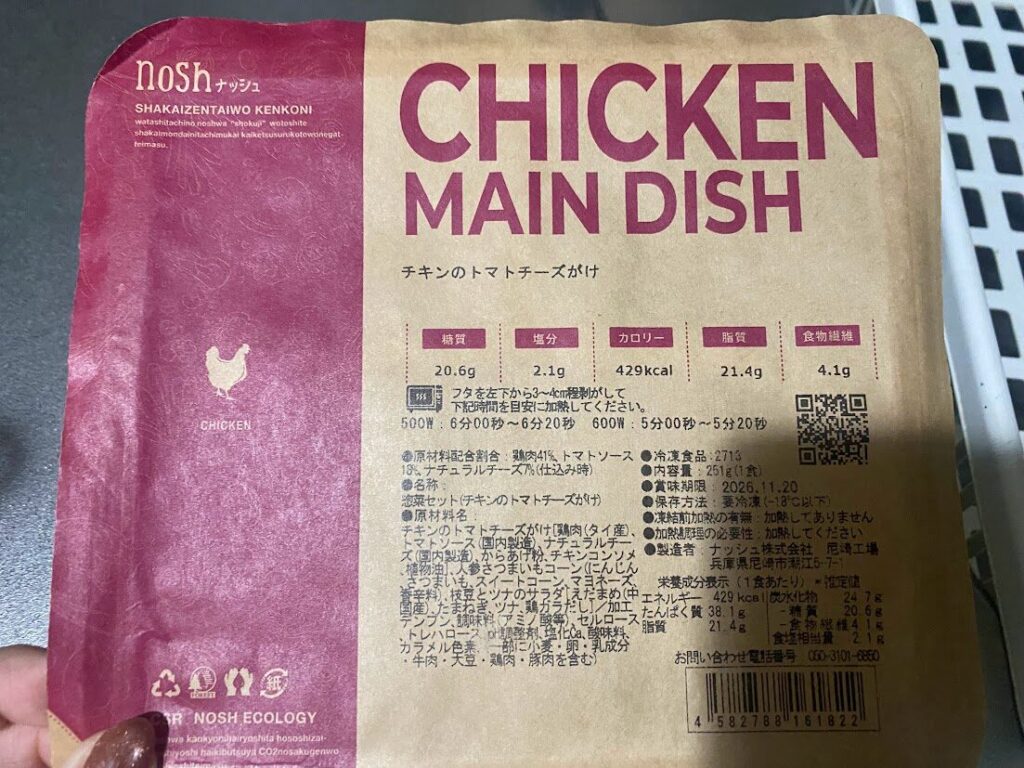 nosh ナッシュ
SHAKAIZENTAIWO KENKONI
watashitachino noshwa "shokuji" wotoshite
shakaimondainitachimukai kaiketsusurukotowonegat-
teimasu.
CHICKEN
MAIN DISH
チキンのトマトチーズがけ
糖質 塩分 カロリー 脂質 食物繊維
20.6g 2.1g 429kcal 21.4g 4.1g
フタを左下から3〜4cm程剥がして
下記時間を目安に加熱してください。
500W：6分00秒〜6分20秒 600W：5分00秒〜5分20秒
●原材料配合割合：鶏肉41%、トマトソース
18%、ナチュラルチーズ7%(仕込み時)
●名称：
惣菜セット(チキンのトマトチーズがけ)
●原材料名：
チキンのトマトチーズがけ[鶏肉(タイ産)、
トマトソース(国内製造)、ナチュラルチー
ズ(国内製造)、からあげ粉、チキンコンソメ
、植物油]、人参さつまいもコーン(にんじん
、さつまいも、スイートコーン、マヨネーズ、
香辛料)、枝豆とツナのサラダ[えだまめ(中
国産)、たまねぎ、ツナ、鶏ガラだし]／加工
デンプン、調味料(アミノ酸等)、セルロース
、トレハロース、pH調整剤、塩化Ca、酸味料、
カラメル色素、(一部に小麦・卵・乳成分
・牛肉・大豆・鶏肉・豚肉を含む)
●冷凍食品：2713
●内容量：251g(1食)
●賞味期限：2026.11.20
●保存方法：要冷凍(-18℃以下)
●凍結前加熱の有無：加熱してありません
●加熱調理の必要性：加熱してください
●製造者：ナッシュ株式会社 尼崎工場
兵庫県尼崎市潮江5-7-1
栄養成分表示(1食あたり)＊推定値
エネルギー 429kcal
たんぱく質 38.1g
脂質 21.4g
炭水化物 24.7g
-糖質 20.6g
-食物繊維 4.1g
食塩相当量 2.1g
お問い合わせ電話番号 050-3101-6850
4 582788 161822
CHICKEN
紙
NOSH ECOLOGY